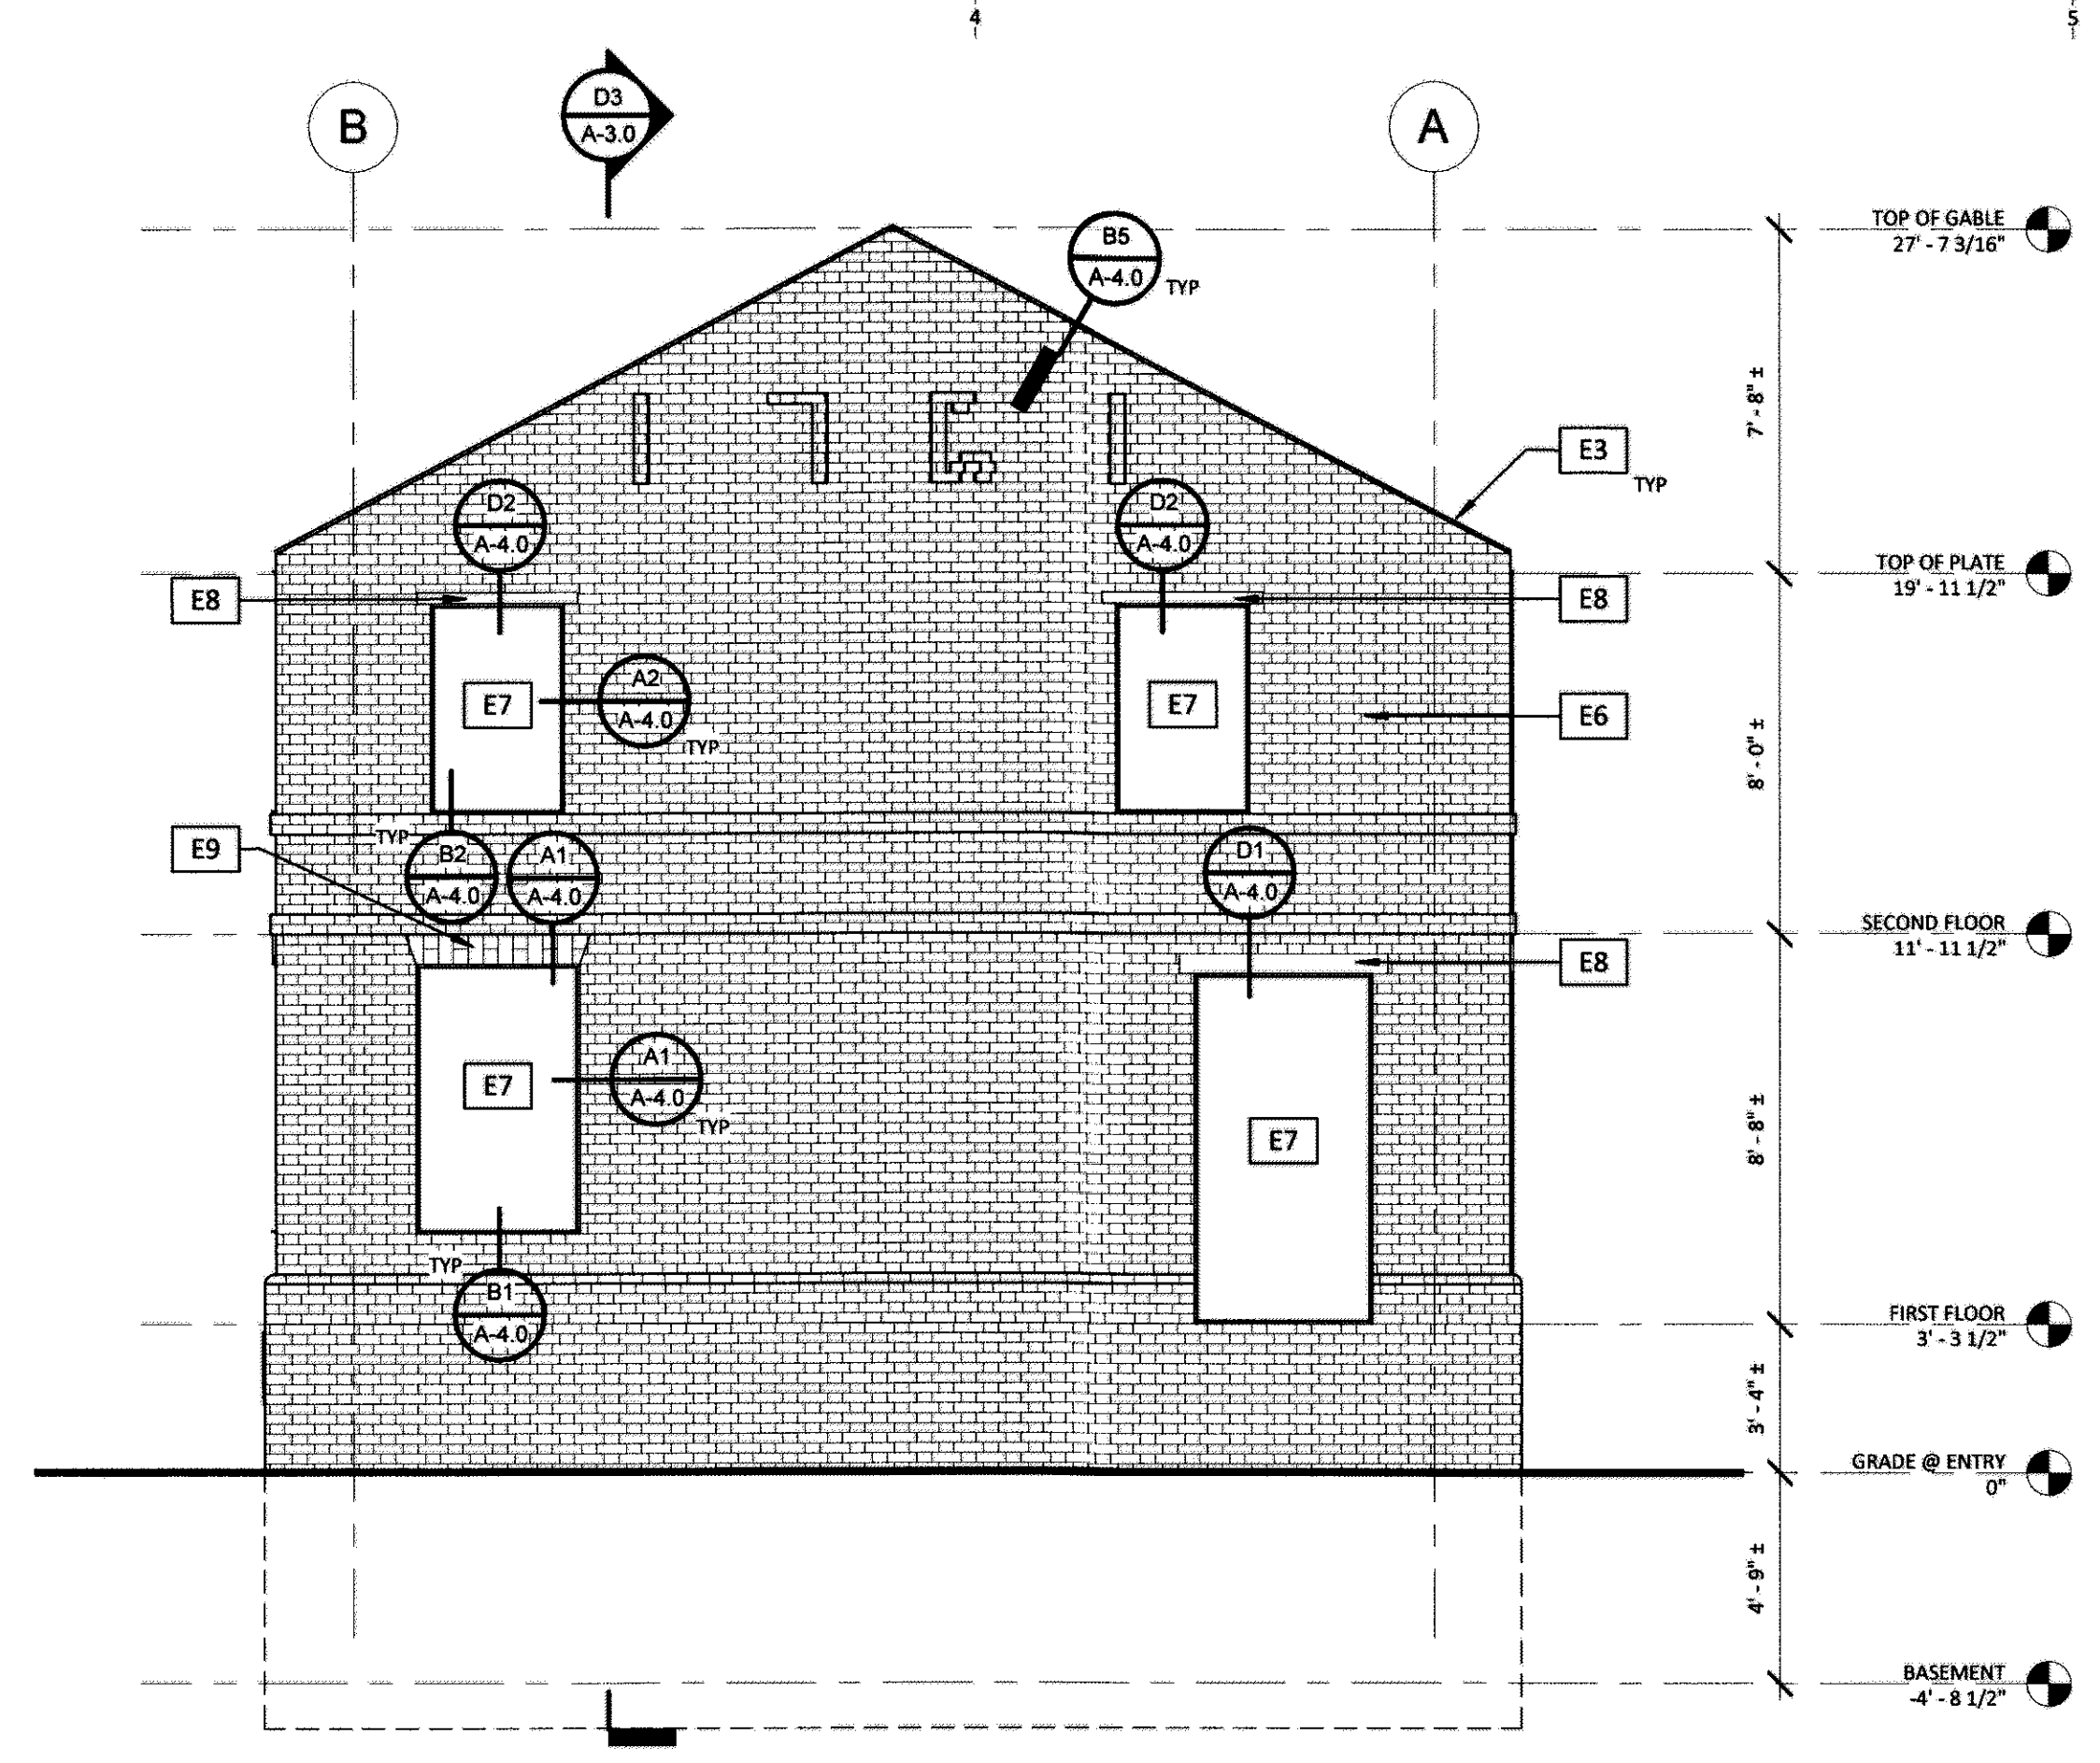 4
5
B
D3
A-3.0
A
TOP OF GABLE
27' - 7 3/16"
B5
A-4.0
TYP
7' - 8" ±
1
7
C
1
E3
TYP
D2
A-4.0
D2
A-4.0
TOP OF PLATE
19' - 11 1/2"
E8
E8
E7
A2
A-4.0
TYP
E7
E6
8' - 0" ±
E9
TYP
B2
A-4.0
A1
A-4.0
D1
A-4.0
SECOND FLOOR
11' - 11 1/2"
E8
E7
A1
A-4.0
TYP
E7
8' - 8" ±
TYP
B1
A-4.0
FIRST FLOOR
3' - 3 1/2"
3' - 4" ±
GRADE @ ENTRY
0"
4' - 9" ±
BASEMENT
-4' - 8 1/2"